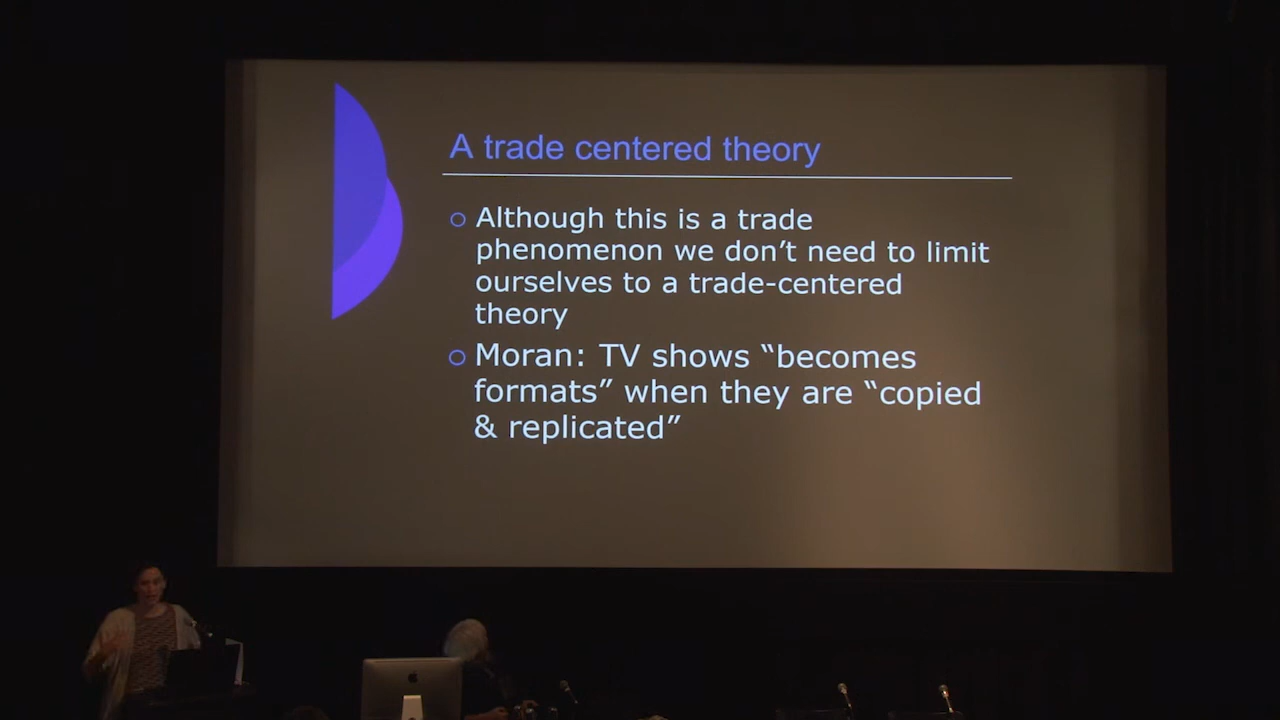 A trade centered theory
Although this is a trade
phenomenon we don’t need to limit
ourselves to a trade-centered
theory
Moran: TV shows “becomes
formats” when they are “copied
& replicated”